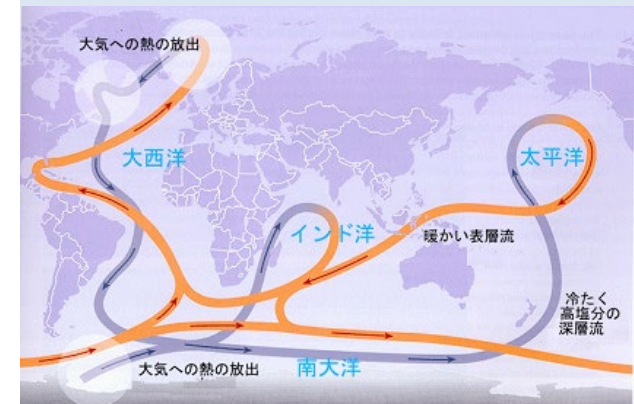 大気への熱の放出
大西洋
太平洋
インド洋
暖かい表層流
冷たく
高塩分の
深層流
大気への熱の放出
南大洋